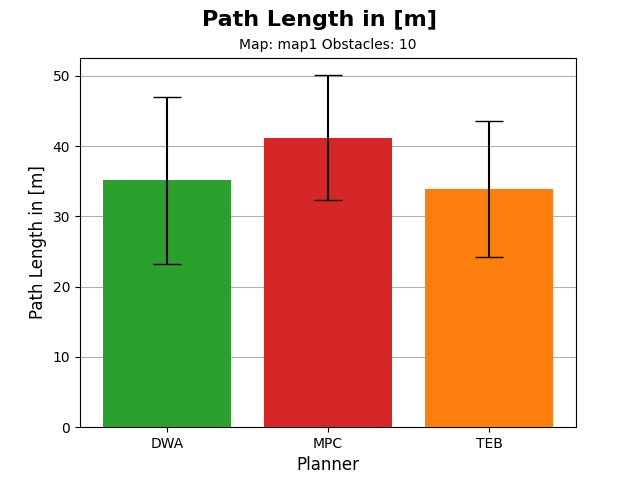 Path Length in [m]
Map: map1 Obstacles: 10
Path Length in [m]
50
40
30
20
10
0
DWA
MPC
TEB
Planner